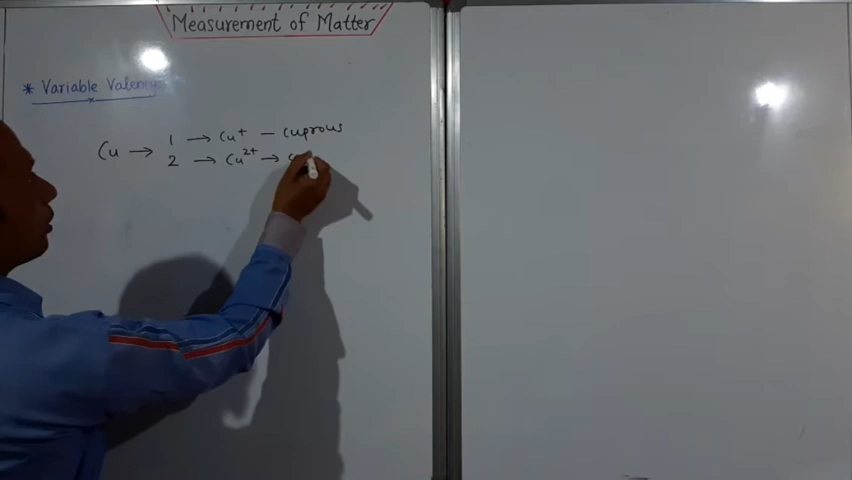 Measurement of Matter
* Variable Valency
Cu → 1 → Cu⁺ — cuprous
2 → Cu²⁺ → c